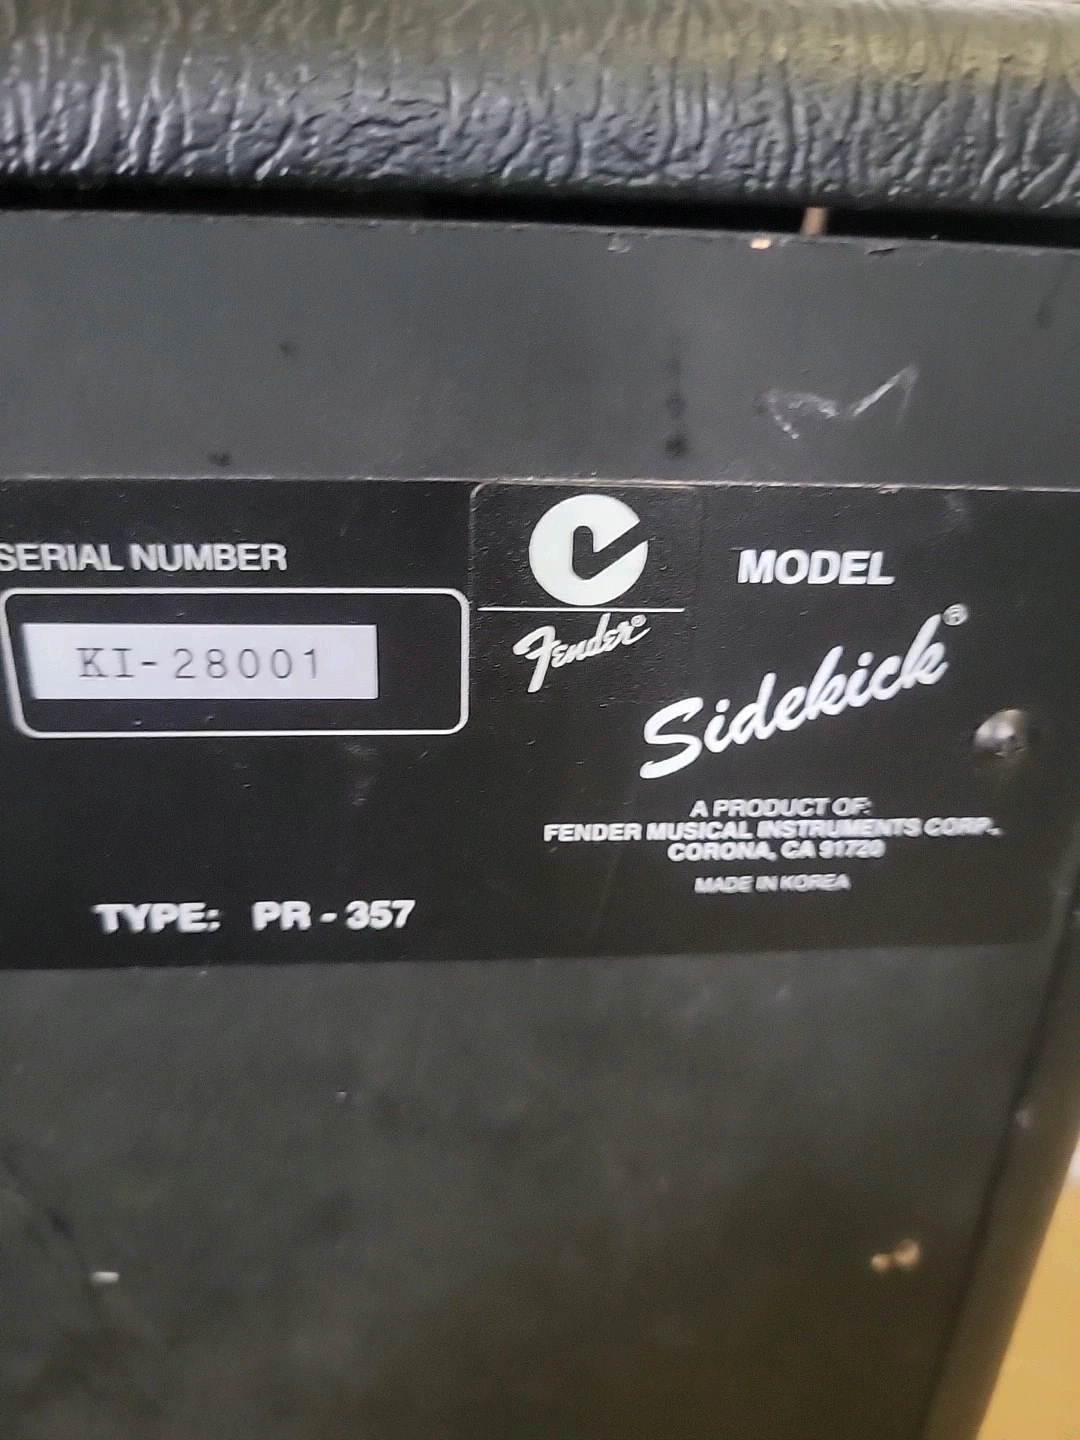 SERIAL NUMBER
KI-28001
Fender®
MODEL
Sidekick®
A PRODUCT OF:
FENDER MUSICAL INSTRUMENTS CORP.
CORONA, CA 91720
MADE IN KOREA
TYPE: PR - 357